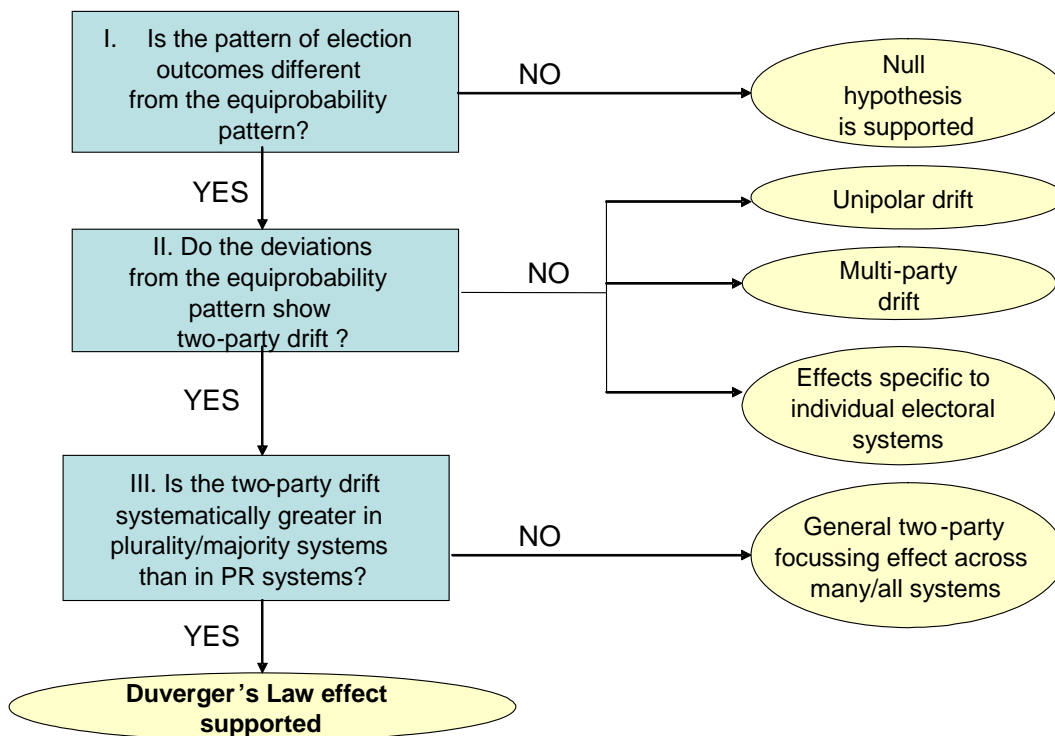 I. Is the pattern of election
outcomes different
from the equiprobability
pattern?
NO
Null
hypothesis
is supported
YES
Unipolar drift
II. Do the deviations
from the equiprobability
pattern show
two-party drift ?
NO
Multi-party
drift
YES
Effects specific to
individual electoral
systems
III. Is the two-party drift
systematically greater in
plurality/majority systems
than in PR systems?
NO
General two-party
focussing effect across
many/all systems
YES
Duverger's Law effect
supported